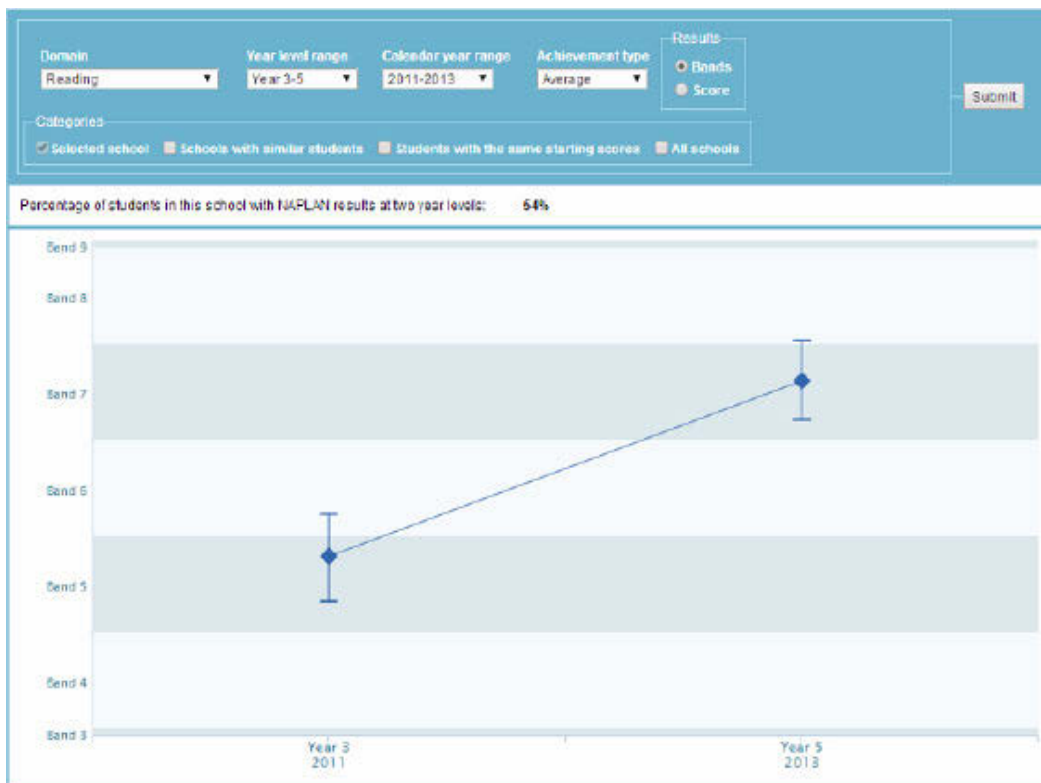 Results
Domain Year level range Calendar year range Achievement type
Reading Year 3-5 2011-2013 Average
Bands
Score
Submit
Categories
Selected school Schools with similar students Students with the same starting scores All schools
Percentage of students in this school with NAPLAN results at two year levels: 54%
Band 9
Band 8
Band 7
Band 6
Band 5
Band 4
Band 3
Year 3 Year 5
2011 2013